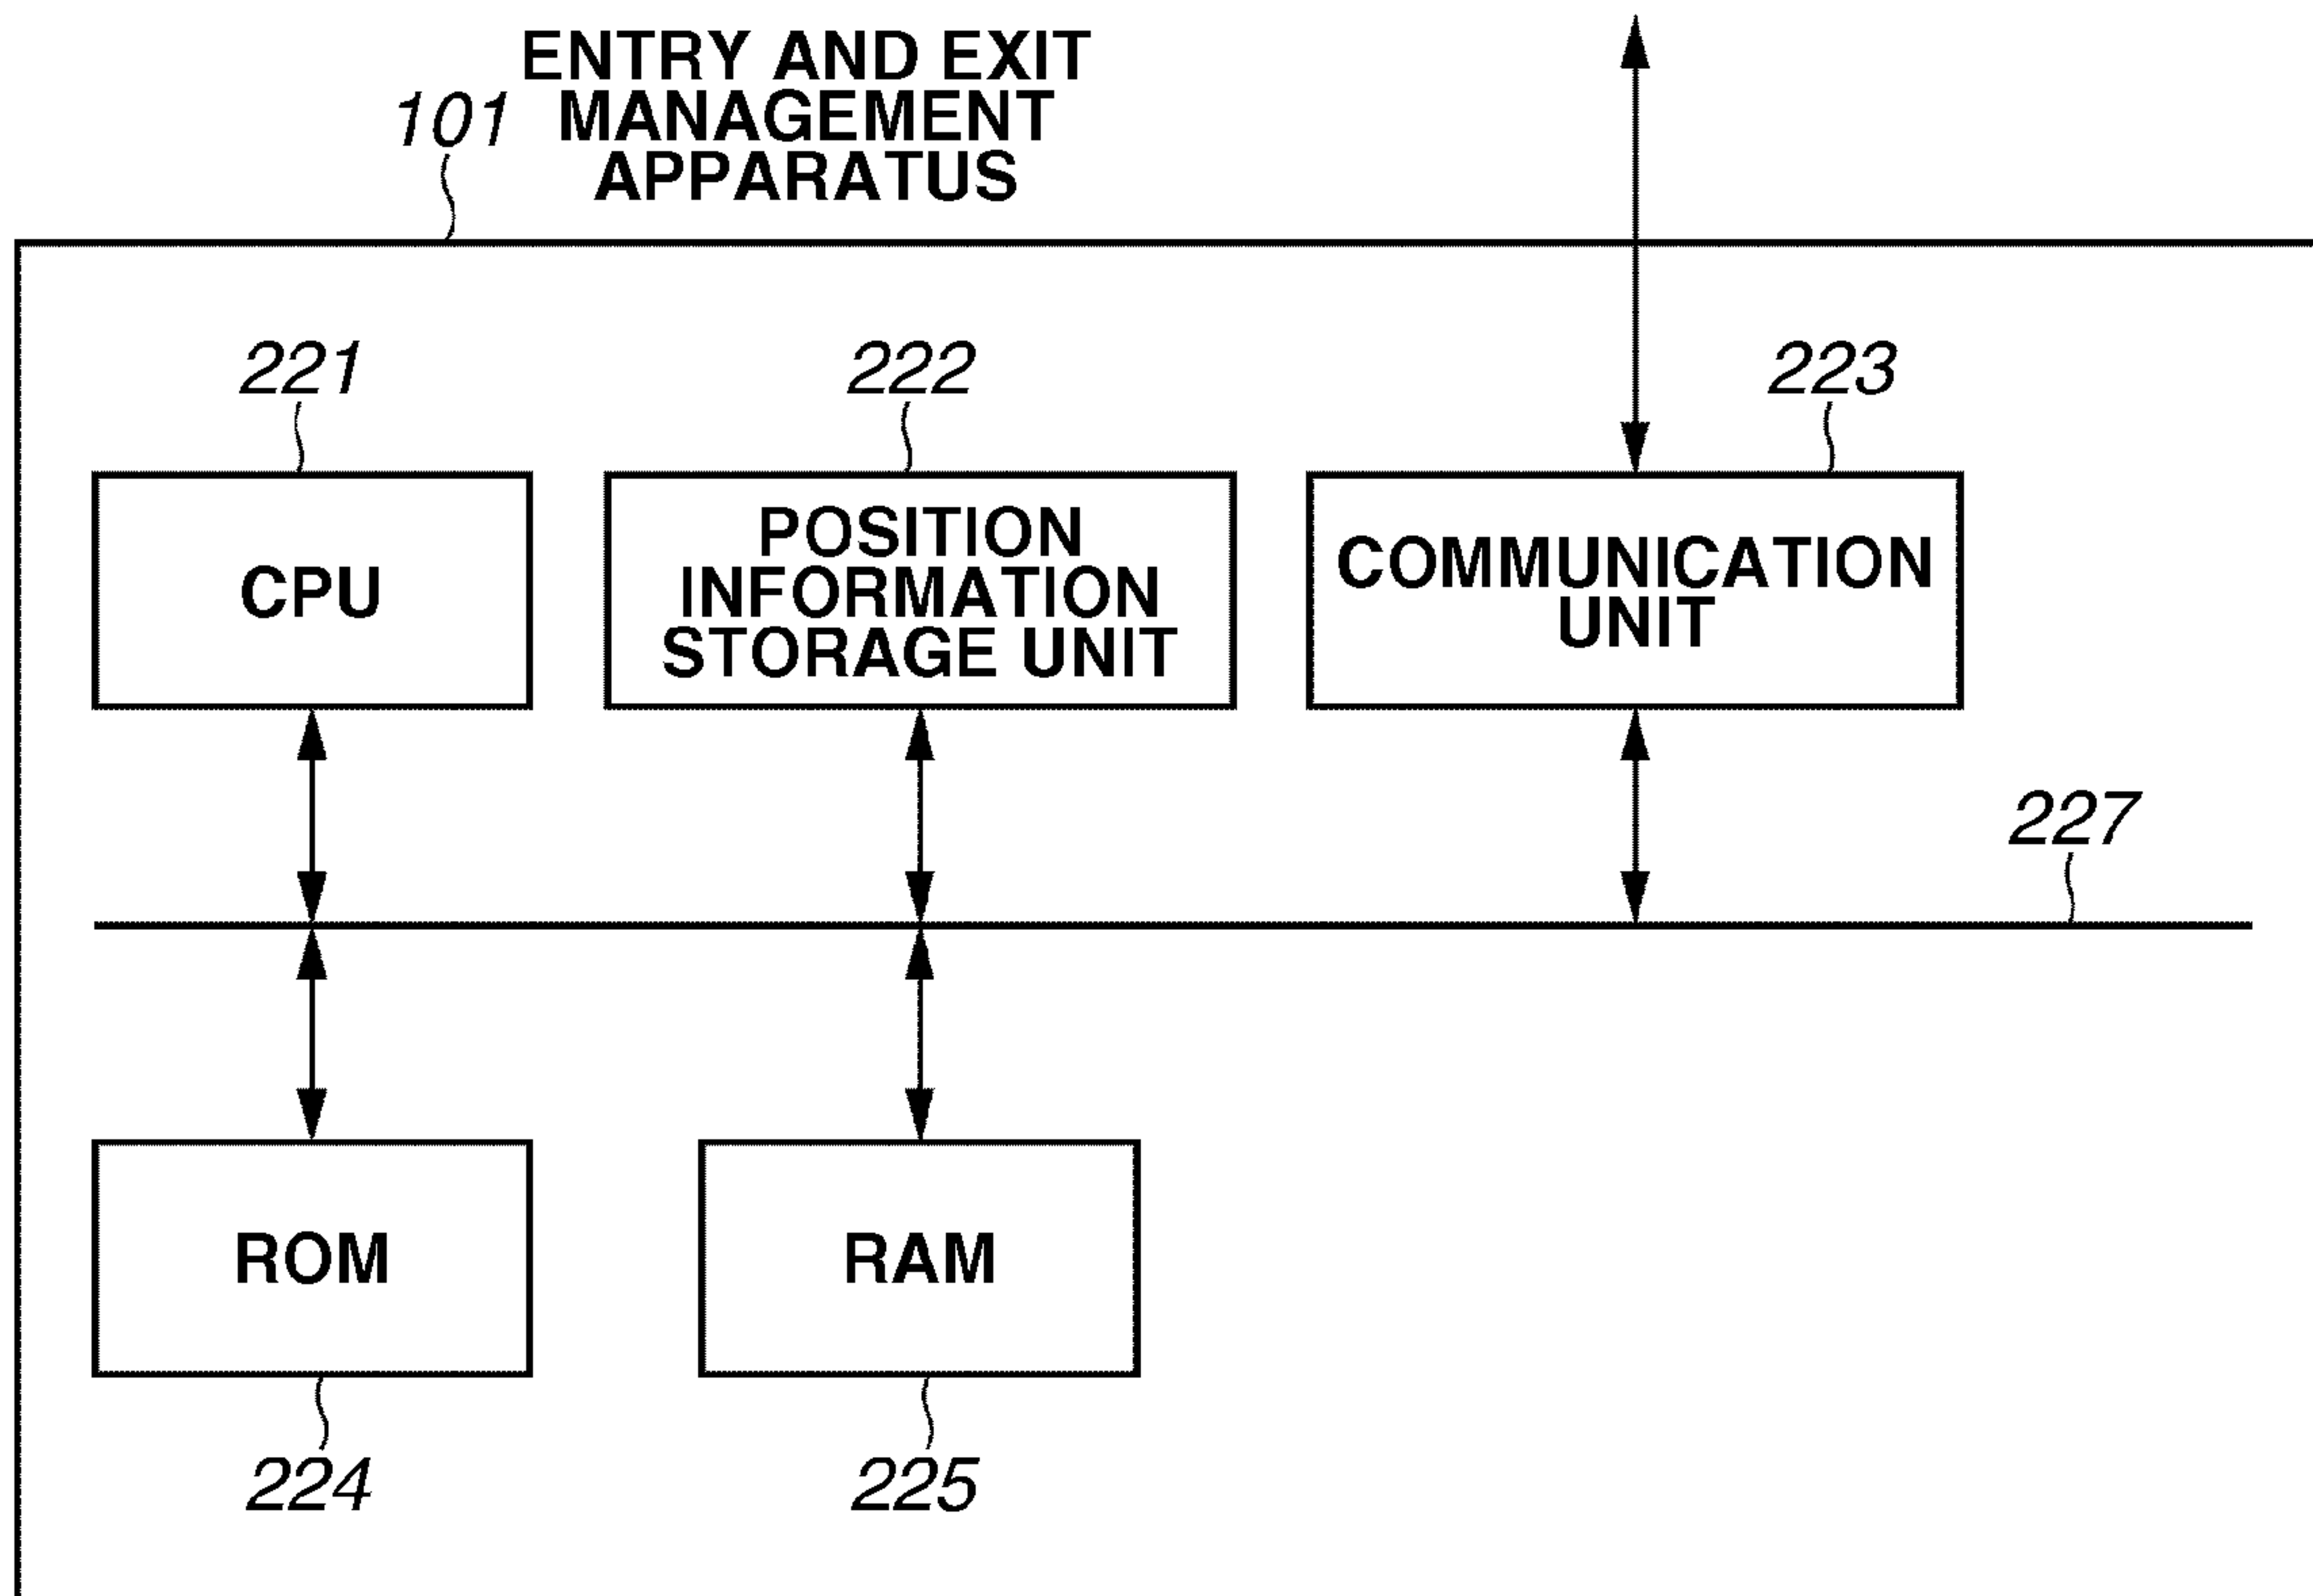 ENTRY AND EXIT
MANAGEMENT
APPARATUS
101
221
222
223
CPU
POSITION
INFORMATION
STORAGE UNIT
COMMUNICATION
UNIT
227
ROM
RAM
224
225